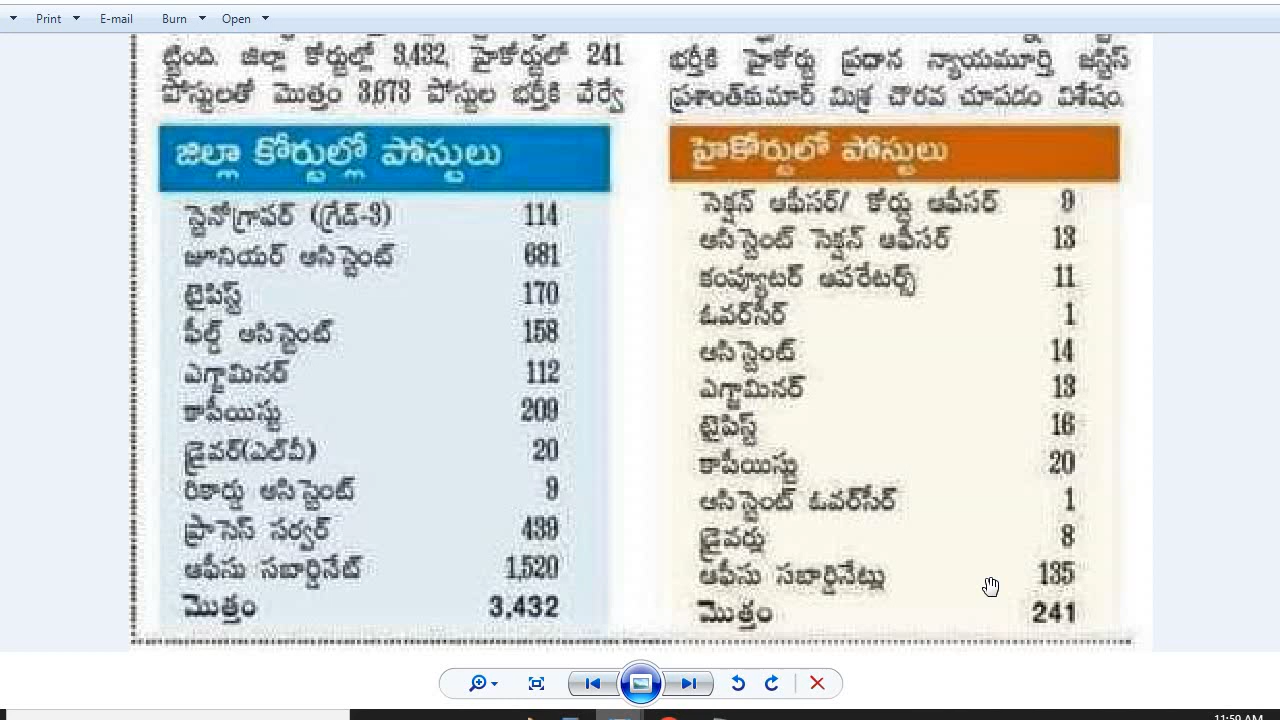 Print E-mail Burn Open
ట్టింది. జిల్లా కోర్టుల్లో 3,432, హైకోర్టులో 241
పోస్టులతో మొత్తం 3,673 పోస్టుల భర్తీకి వేర్వే
భర్తీకి హైకోర్టు ప్రధాన న్యాయమూర్తి జస్టిస్
ప్రశాంత్‌కుమార్ మిశ్ర చొరవ చూపడం విశేషం.
జిల్లా కోర్టుల్లో పోస్టులు
స్టెనోగ్రాఫర్ (గ్రేడ్-3) 114
జూనియర్ అసిస్టెంట్ 681
టైపిస్ట్ 170
ఫీల్డ్ అసిస్టెంట్ 158
ఎగ్జామినర్ 112
కాపీయిస్టు 209
డ్రైవర్(ఎల్‌వీ) 20
రికార్డు అసిస్టెంట్ 9
ప్రాసెస్ సర్వర్ 439
ఆఫీసు సబార్డినేట్ 1,520
మొత్తం 3,432
హైకోర్టులో పోస్టులు
సెక్షన్ ఆఫీసర్/ కోర్టు ఆఫీసర్ 9
అసిస్టెంట్ సెక్షన్ ఆఫీసర్ 13
కంప్యూటర్ ఆపరేటర్స్ 11
ఓవర్‌సీర్ 1
అసిస్టెంట్ 14
ఎగ్జామినర్ 13
టైపిస్ట్ 16
కాపీయిస్టు 20
అసిస్టెంట్ ఓవర్‌సీర్ 1
డ్రైవర్లు 8
ఆఫీసు సబార్డినేట్లు 135
మొత్తం 241
11:59 AM